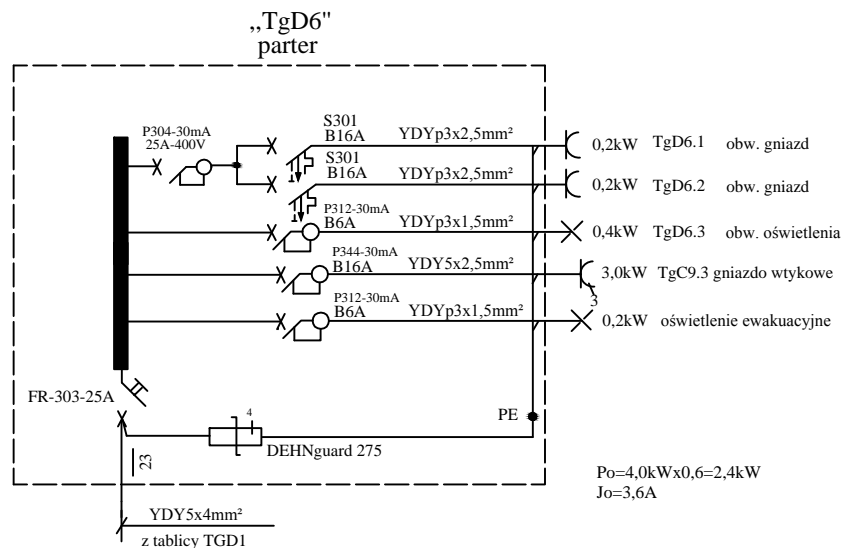 „TgD6"
parter
P304-30mA
25A-400V
S301
B16A
YDYp3x2,5mm²
0,2kW TgD6.1 obw. gniazd
S301
B16A
YDYp3x2,5mm²
0,2kW TgD6.2 obw. gniazd
P312-30mA
B6A
YDYp3x1,5mm²
0,4kW TgD6.3 obw. oświetlenia
P344-30mA
B16A
YDY5x2,5mm²
3,0kW TgC9.3 gniazdo wtykowe
3
P312-30mA
B6A
YDYp3x1,5mm²
0,2kW oświetlenie ewakuacyjne
FR-303-25A
PE
4
DEHNguard 275
23
Po=4,0kWx0,6=2,4kW
Jo=3,6A
YDY5x4mm²
z tablicy TGD1